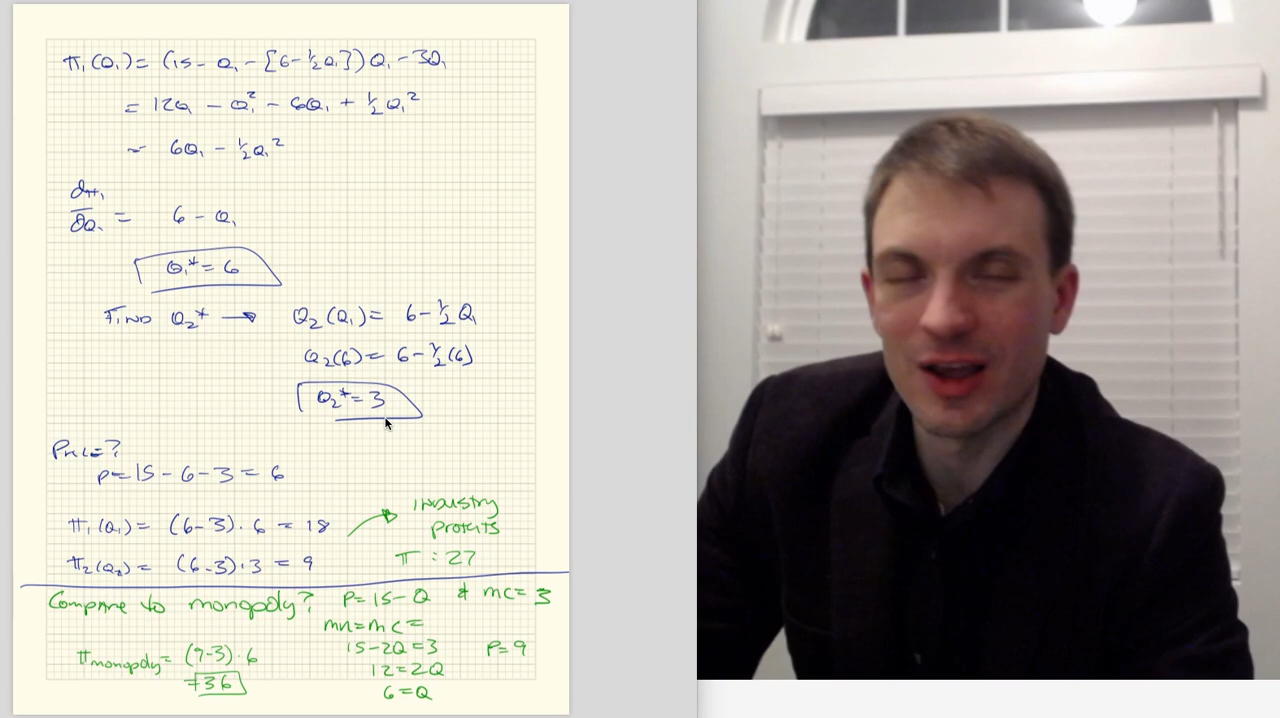 π₁(Q₁) = (15 - Q₁ - [6 - ½Q₁])Q₁ - 3Q₁
= 12Q₁ - Q₁² - 6Q₁ + ½Q₁²
= 6Q₁ - ½Q₁²
dπ₁
∂Q₁ = 6 - Q₁
Q₁* = 6
FIND Q₂* → Q₂(Q₁) = 6 - ½Q₁
Q₂(6) = 6 - ½(6)
Q₂* = 3
Price?
P = 15 - 6 - 3 = 6
π₁(Q₁) = (6-3)·6 = 18
π₂(Q₂) = (6-3)·3 = 9
Industry
profits
π : 27
Compare to monopoly? P = 15 - Q & mc = 3
mr = mc =
15 - 2Q = 3 P = 9
12 = 2Q
6 = Q
πmonopoly = (9-3)·6
= 36